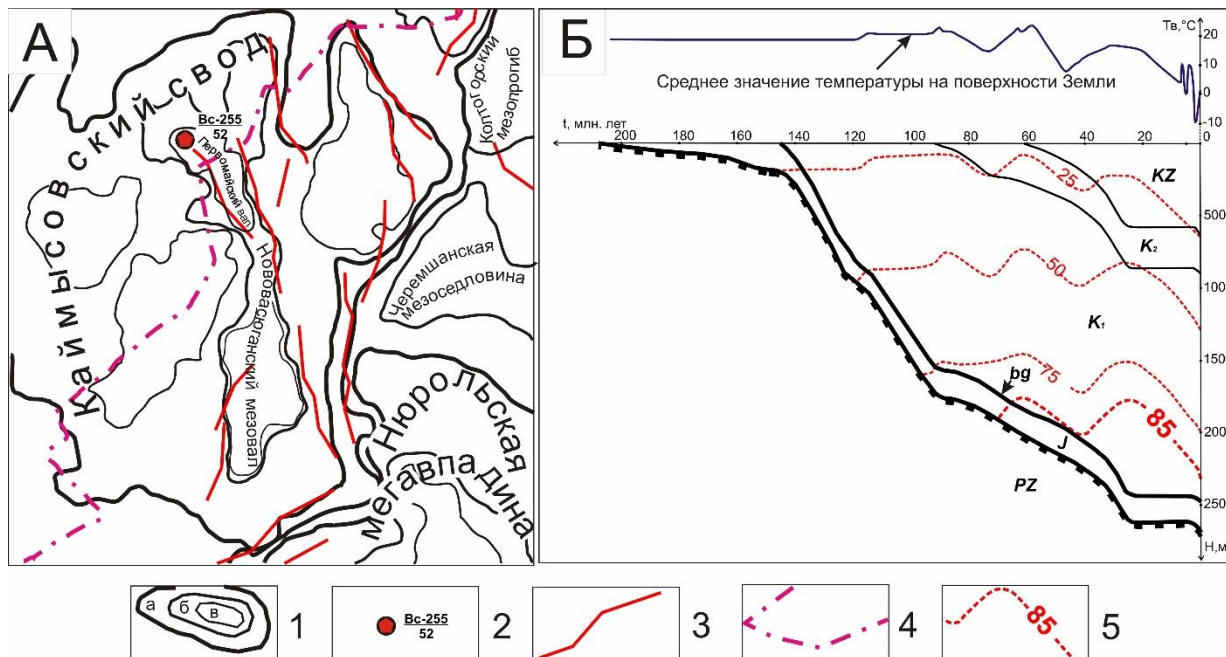 А
Каймысовский свод
Вс-255
52
Первомайский вал
Нововасюганский мезовал
Колтогорский
мезопрогиб
Черемшанская
мезоседловина
Нюрольская
мегавпадина
Б
Тв,°С
20
10
0
-10
Среднее значение температуры на поверхности Земли
t, млн. лет
200 180 160 140 120 100 80 60 40 20
500
1000
1500
2000
2500
Н,м
25
50
75
85
KZ
K2
K1
bg
J
PZ
а б в 1
Вс-255
52
2
3
4
85 5